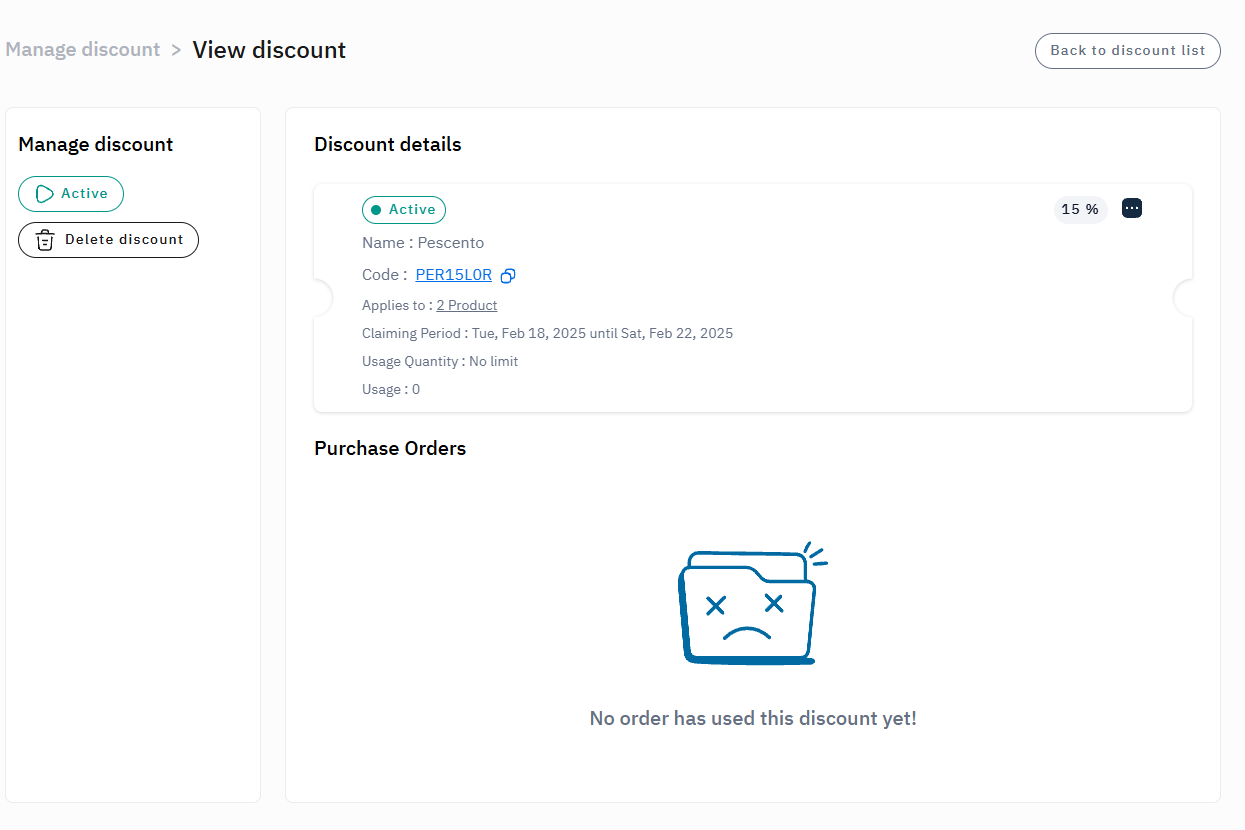 Manage discount > View discount
Back to discount list
Manage discount
Active
Delete discount
Discount details
Active
15 %
Name : Pescento
Code : PER15L0R
Applies to : 2 Product
Claiming Period : Tue, Feb 18, 2025 until Sat, Feb 22, 2025
Usage Quantity : No limit
Usage : 0
Purchase Orders
No order has used this discount yet!